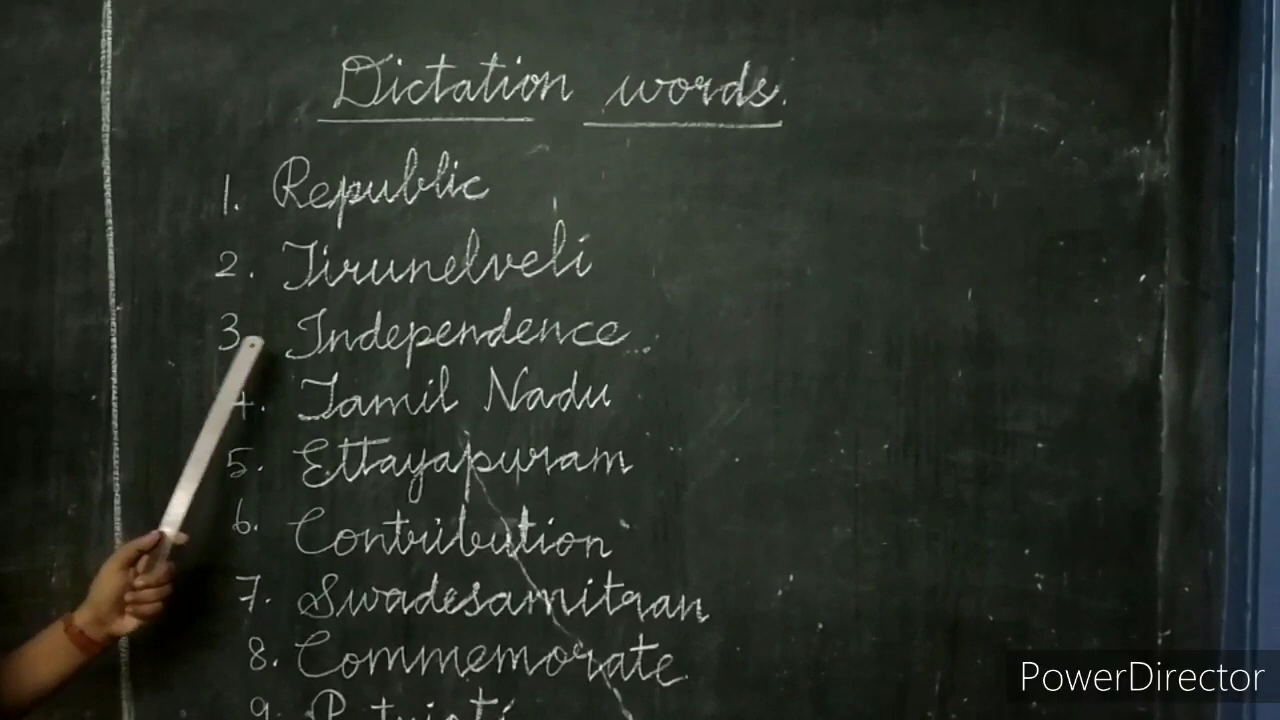 Dictation words.
1. Republic
2. Tirunelveli
3. Independence
4. Tamil Nadu
5. Ettayapuram
6. Contribution
7. Swadesamitran
8. Commemorate
9.
PowerDirector